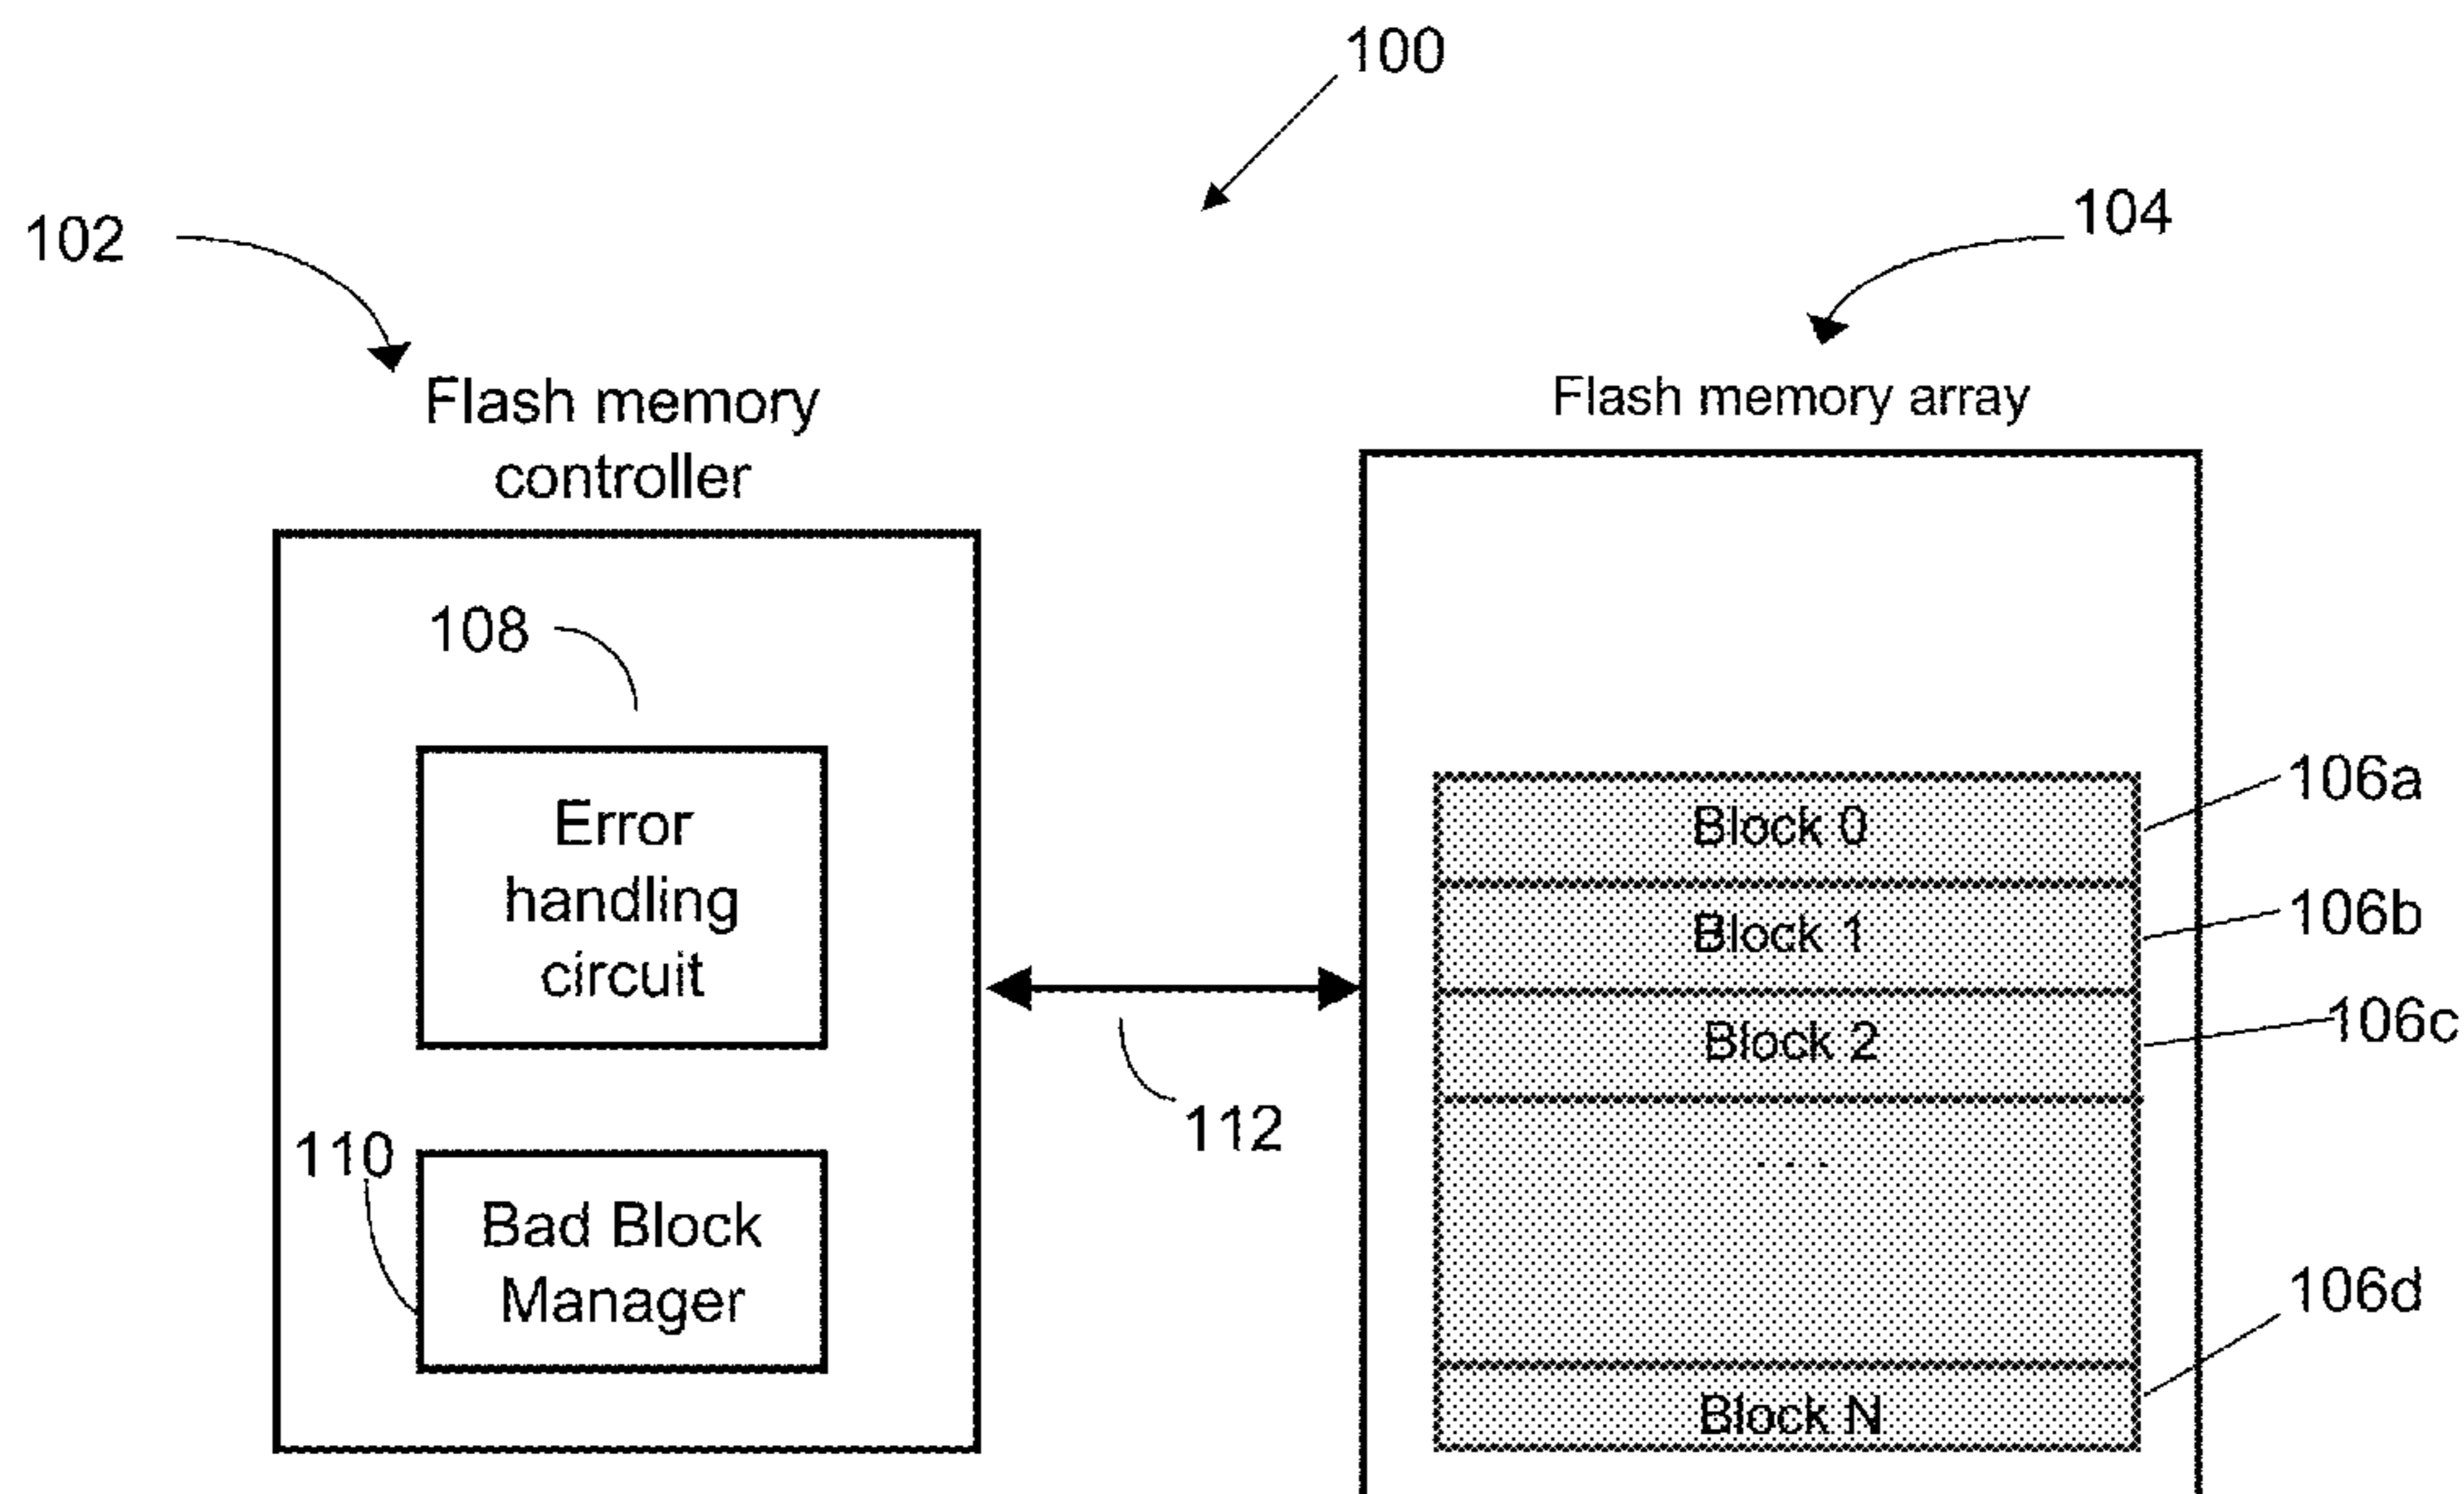 100
102
104
Flash memory
controller
Flash memory array
108
Error
handling
circuit
110
Bad Block
Manager
112
Block 0
106a
Block 1
106b
Block 2
106c
...
106d
Block N